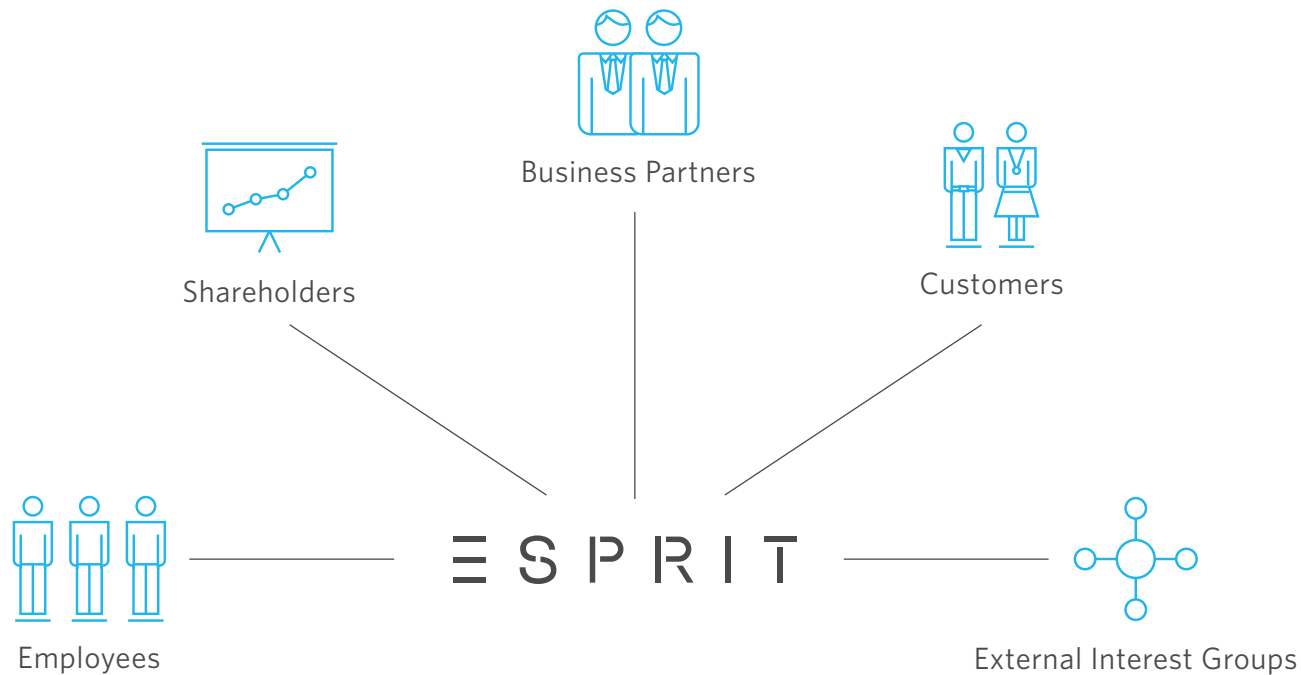 Business Partners
Shareholders
Customers
ESPRIT
Employees
External Interest Groups